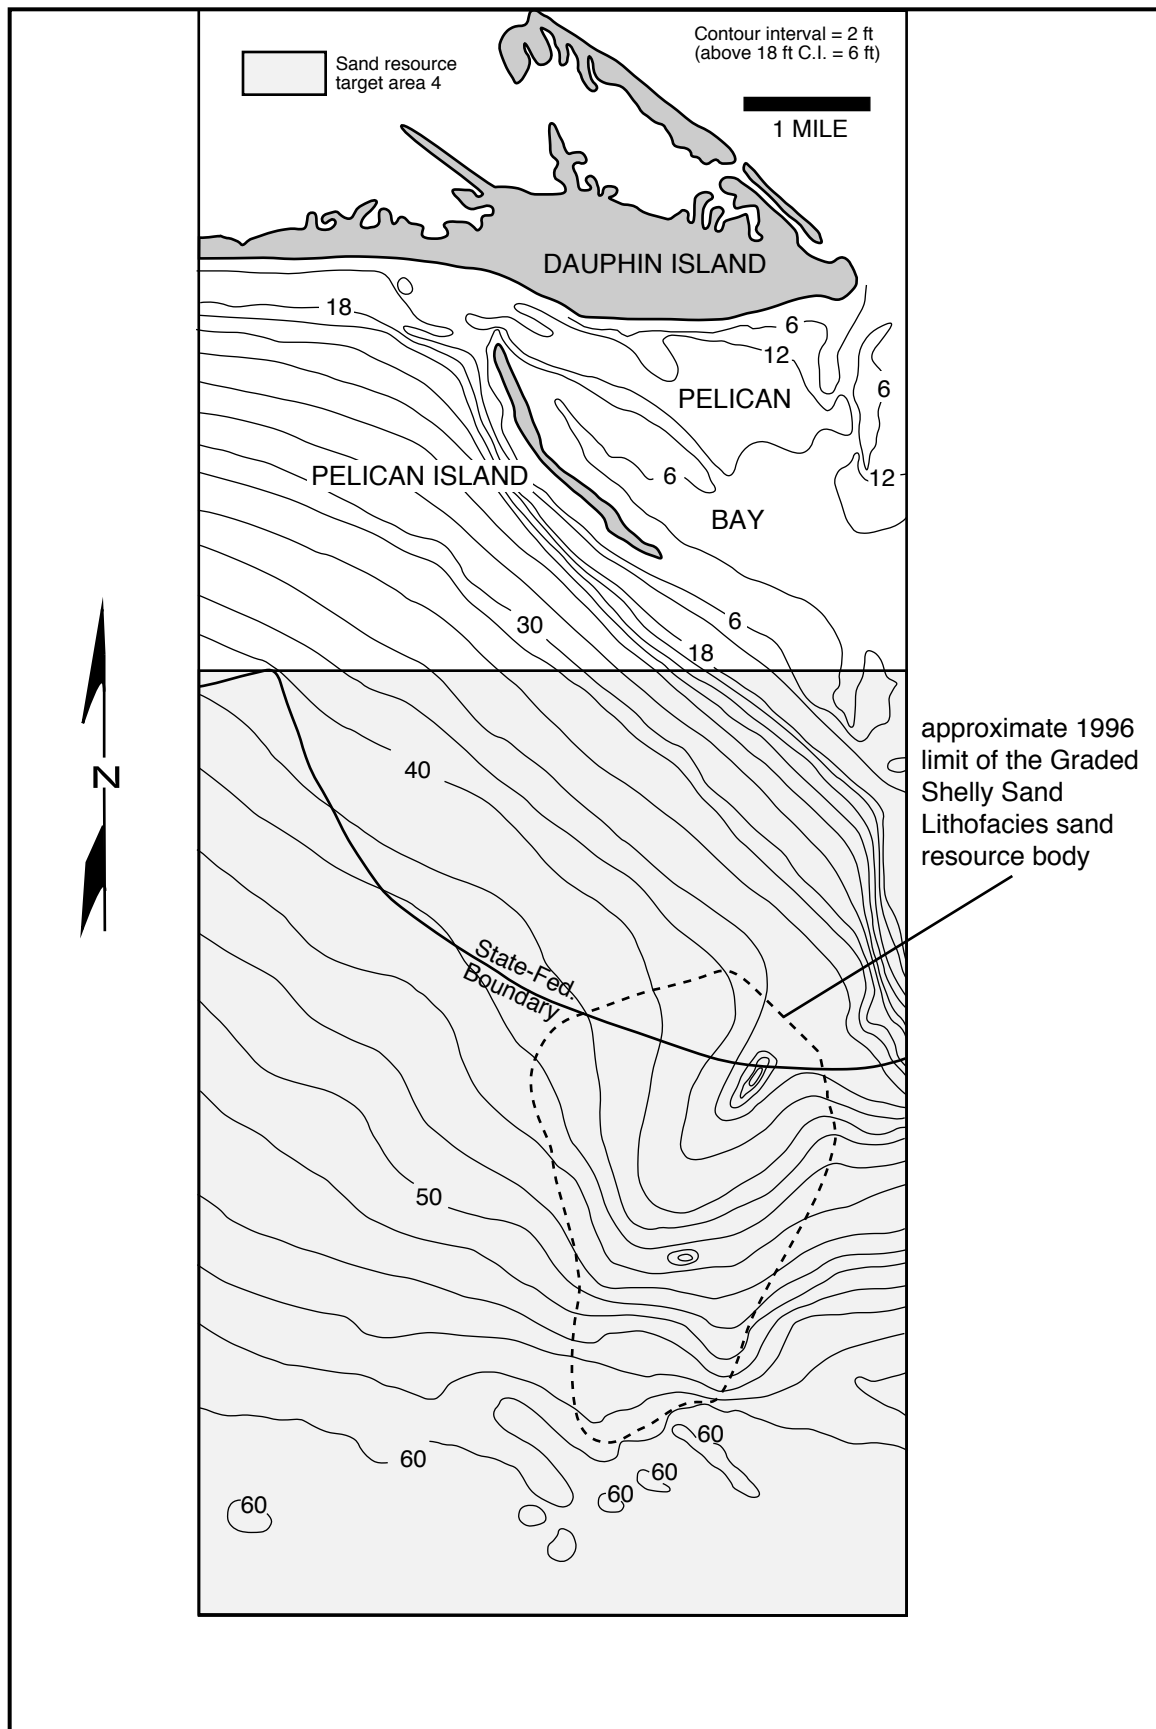 Contour interval = 2 ft
(above 18 ft C.I. = 6 ft)
Sand resource
target area 4
1 MILE
DAUPHIN ISLAND
18
6
12
6
PELICAN
PELICAN ISLAND
6
12
BAY
30
6
18
approximate 1996
limit of the Graded
Shelly Sand
Lithofacies sand
resource body
N
40
State-Fed.
Boundary
50
60
60
60
60
60